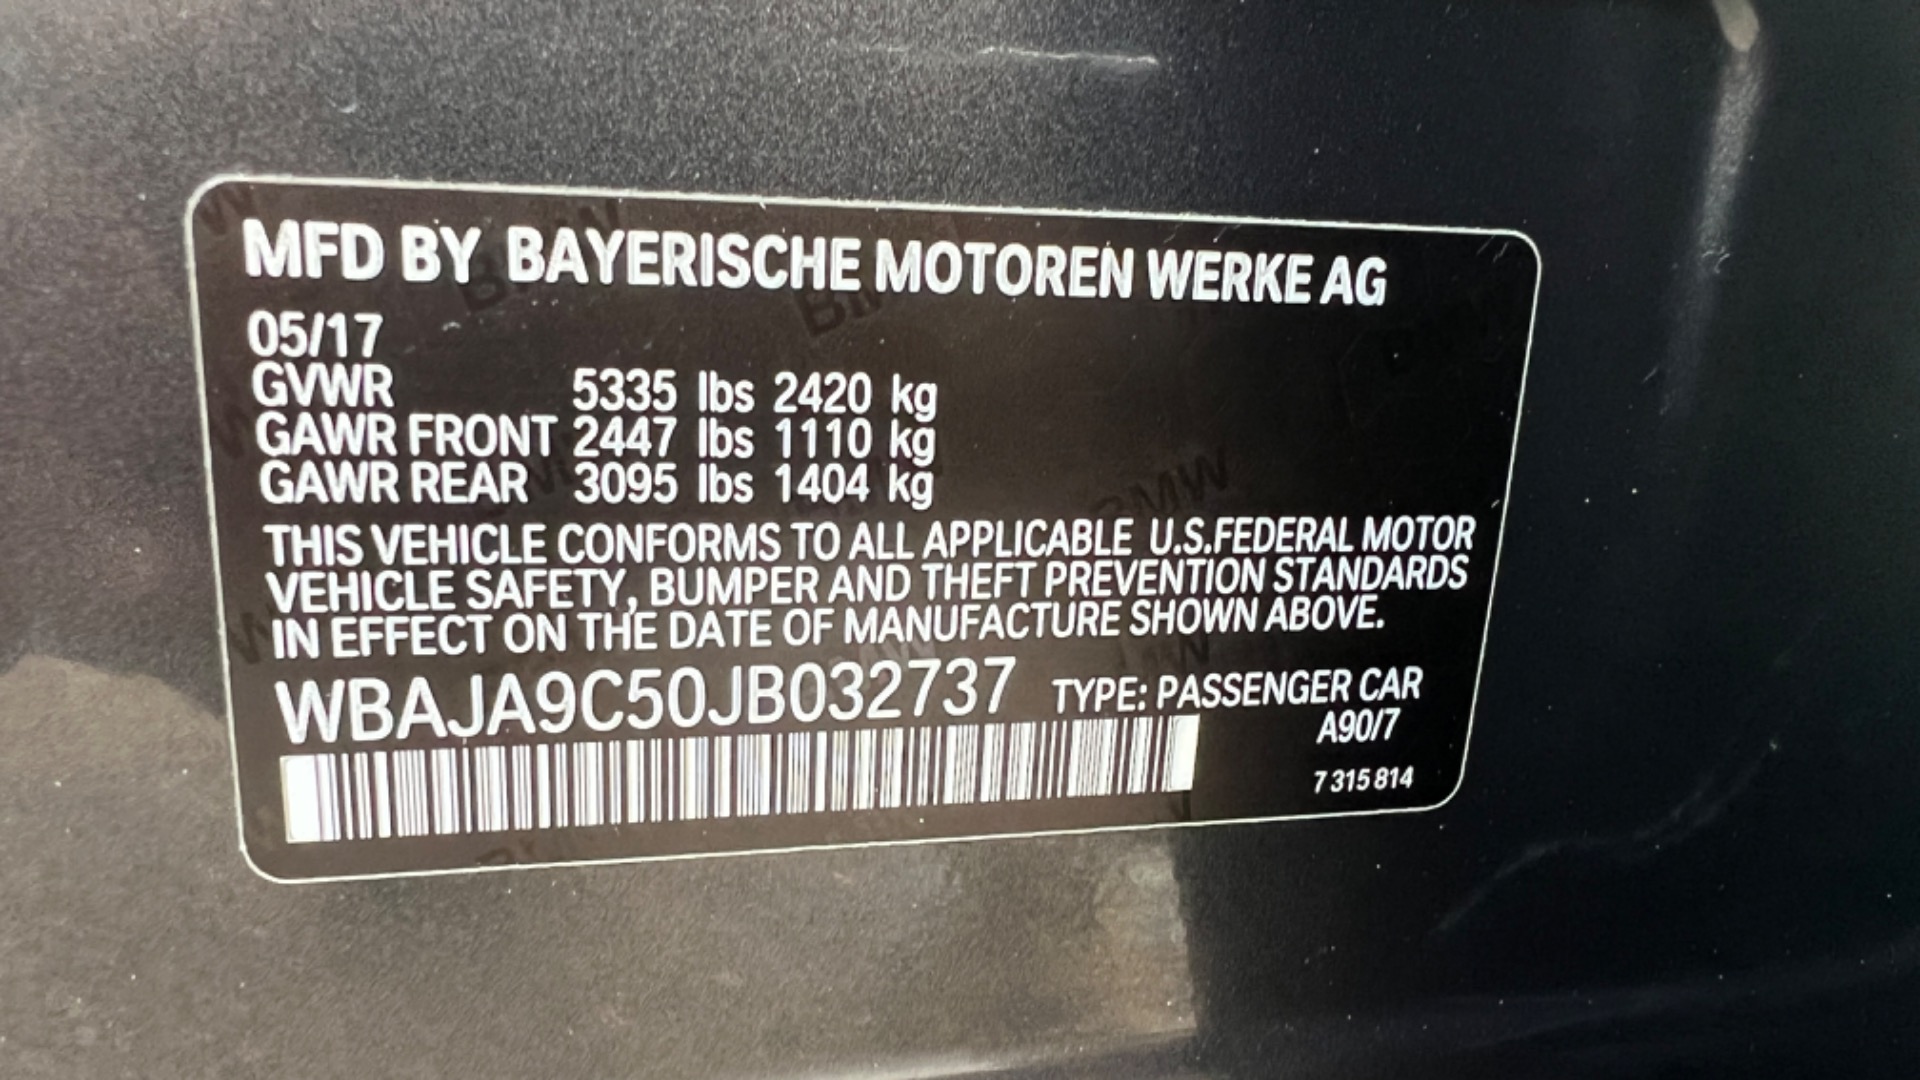 MFD BY BAYERISCHE MOTOREN WERKE AG
05/17
GVWR 5335 lbs 2420 kg
GAWR FRONT 2447 lbs 1110 kg
GAWR REAR 3095 lbs 1404 kg
THIS VEHICLE CONFORMS TO ALL APPLICABLE U.S.FEDERAL MOTOR
VEHICLE SAFETY, BUMPER AND THEFT PREVENTION STANDARDS
IN EFFECT ON THE DATE OF MANUFACTURE SHOWN ABOVE.
WBAJA9C50JB032737 TYPE: PASSENGER CAR
A90/7
7 315 814